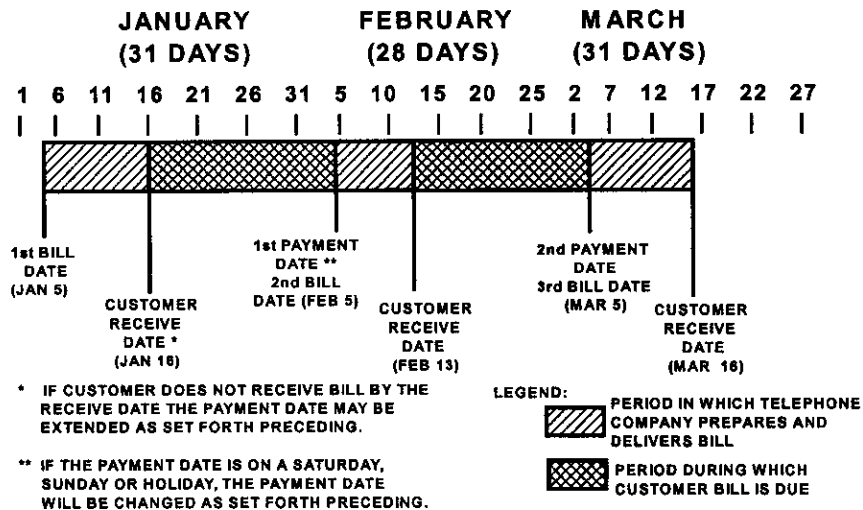 JANUARY FEBRUARY MARCH
(31 DAYS) (28 DAYS) (31 DAYS)
1 6 11 16 21 26 31 5 10 15 20 25 2 7 12 17 22 27
1st BILL
DATE
(JAN 5)
CUSTOMER
RECEIVE
DATE *
(JAN 16)
1st PAYMENT
DATE **
2nd BILL
DATE (FEB 5)
CUSTOMER
RECEIVE
DATE
(FEB 13)
2nd PAYMENT
DATE
3rd BILL DATE
(MAR 5)
CUSTOMER
RECEIVE
DATE
(MAR 16)
* IF CUSTOMER DOES NOT RECEIVE BILL BY THE
RECEIVE DATE THE PAYMENT DATE MAY BE
EXTENDED AS SET FORTH PRECEDING.
** IF THE PAYMENT DATE IS ON A SATURDAY,
SUNDAY OR HOLIDAY, THE PAYMENT DATE
WILL BE CHANGED AS SET FORTH PRECEDING.
LEGEND:
PERIOD IN WHICH TELEPHONE
COMPANY PREPARES AND
DELIVERS BILL
PERIOD DURING WHICH
CUSTOMER BILL IS DUE